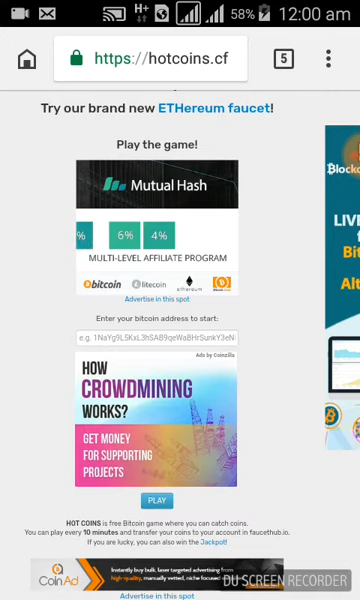 H+
58%
12:00 am
https://hotcoins.cf
5
Try our brand new ETHereum faucet!
Play the game!
Mutual Hash
%
6%
4%
MULTI-LEVEL AFFILIATE PROGRAM
bitcoin
litecoin
ethereum
Advertise in this spot
Enter your bitcoin address to start:
e.g. 1NaYg9L5KxL3hSAB9qeWaBHrSunkY3eN
Ads by Coinzilla
HOW
CROWDMINING
WORKS?
GET MONEY
FOR SUPPORTING
PROJECTS
PLAY
HOT COINS is free Bitcoin game where you can catch coins.
You can play every 10 minutes and transfer your coins to your account in faucethub.io.
If you are lucky, you can also win the Jackpot!
CoinAd
Instantly buy bulk, laser targeted advertising from
high-quality, manually vetted, niche focused
DU SCREEN RECORDER
Advertise in this spot
Blocko
LIV
f
Bit
Alt